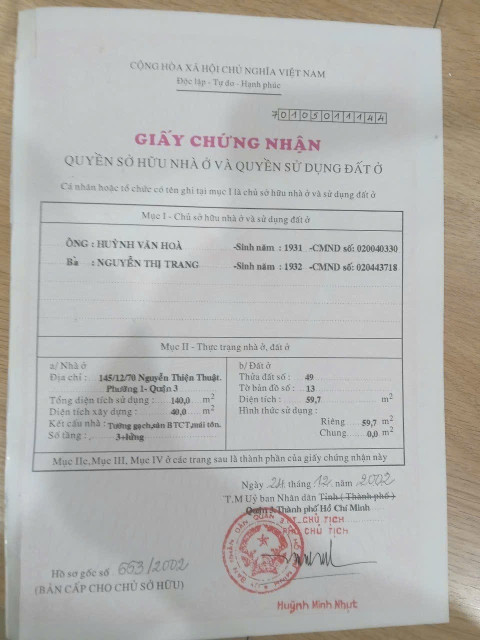 CỘNG HÒA XÃ HỘI CHỦ NGHĨA VIỆT NAM
Độc lập - Tự do - Hạnh phúc
7 0105011144
GIẤY CHỨNG NHẬN
QUYỀN SỞ HỮU NHÀ Ở VÀ QUYỀN SỬ DỤNG ĐẤT Ở
Cá nhân hoặc tổ chức có tên ghi tại mục I là chủ sở hữu nhà ở và sử dụng đất ở
Mục I - Chủ sở hữu nhà ở và sử dụng đất ở
ÔNG : HUỲNH VĂN HOÀ -Sinh năm : 1931 -CMND số: 020040330
Bà : NGUYỄN THỊ TRANG -Sinh năm : 1932 -CMND số: 020443718
Mục II - Thực trạng nhà ở, đất ở
a/ Nhà ở
Địa chỉ : 145/12/70 Nguyễn Thiện Thuật.
Phường 1- Quận 3
Tổng diện tích sử dụng : 140,0 m2
Diện tích xây dựng : 40,0 m2
Kết cấu nhà : Tường gạch,sàn BTCT,mái tôn.
Số tầng : 3+lửng
b/ Đất ở
Thửa đất số : 49
Tờ bản đồ số : 13
Diện tích : 59,7 m2
Hình thức sử dụng :
Riêng : 59,7 m2
Chung : 0,0 m2
Mục IIc, Mục III, Mục IV ở các trang sau là thành phần của giấy chứng nhận này
Ngày 24 tháng 12 năm 2002
T.M Uỷ ban Nhân dân Tỉnh ( Thành phố )
Quận 3 Thành phố Hồ Chí Minh
KT.CHỦ TỊCH
PHÓ CHỦ TỊCH
Hồ sơ gốc số 653/2002
(BẢN CẤP CHO CHỦ SỞ HỮU)
Huỳnh Minh Nhựt